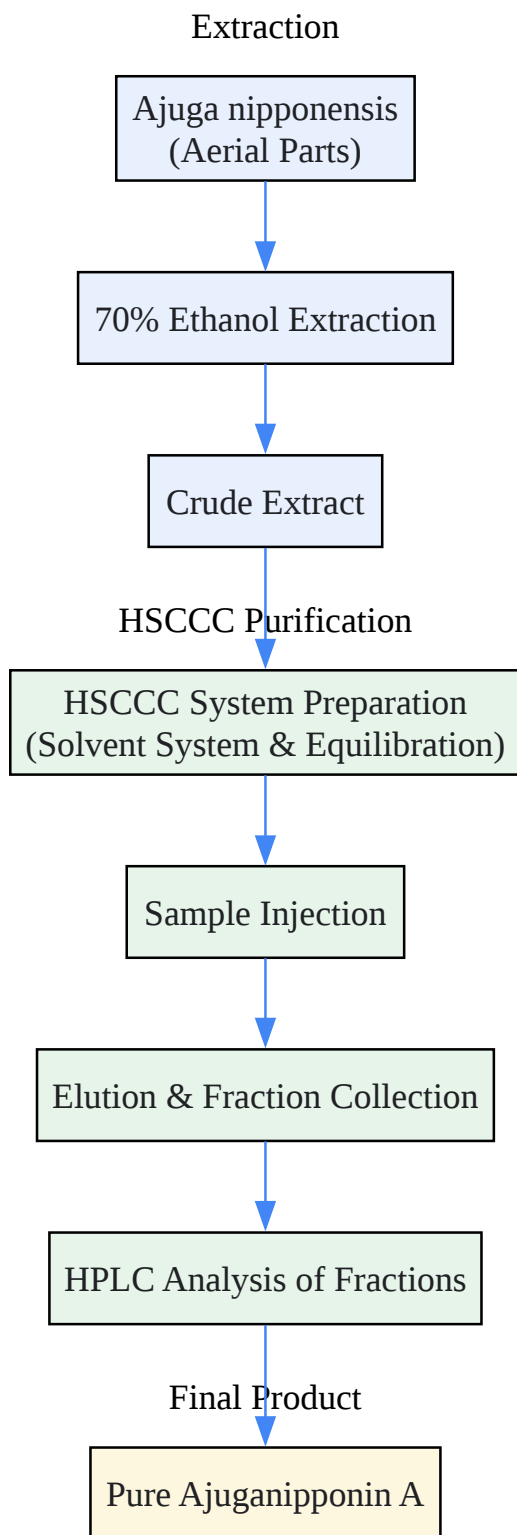 Extraction
Ajuga nipponensis
(Aerial Parts)
70% Ethanol Extraction
Crude Extract
HSCCC Purification
HSCCC System Preparation
(Solvent System & Equilibration)
Sample Injection
Elution & Fraction Collection
HPLC Analysis of Fractions
Final Product
Pure Ajuganipponin A